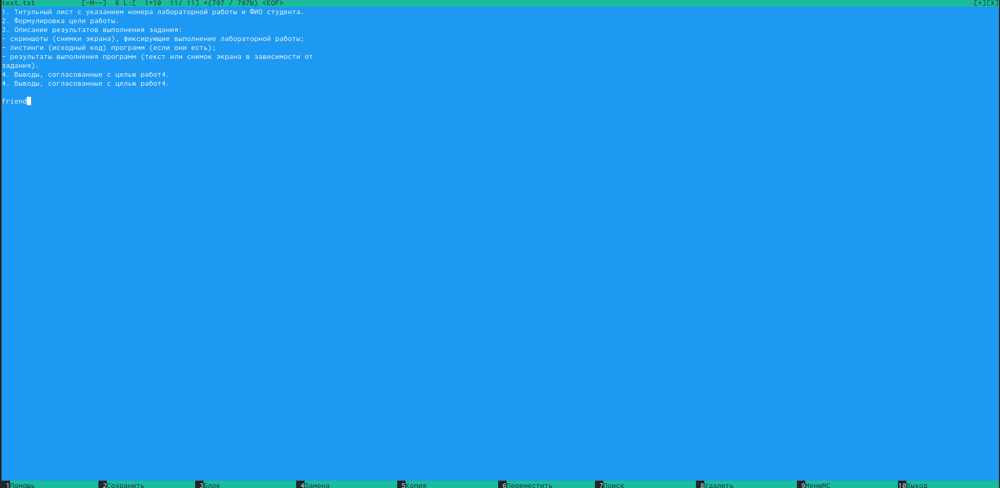 text.txt [-M--] 6 L:[ 1+10 11/ 11] *(797 / 797b) <EOF> [*][X]
1. Титульный лист с указанием номера лабораторной работы и ФИО студента.
2. Формулировка цели работы.
3. Описание результатов выполнения задания:
- скриншоты (снимки экрана), фиксирующие выполнение лабораторной работы;
- листинги (исходный код) программ (если они есть);
- результаты выполнения программ (текст или снимок экрана в зависимости от
задания).
4. Выводы, согласованные с целью работ4.
4. Выводы, согласованные с целью работ4.
friend
1Помощь 2Сохранить 3Блок 4Замена 5Копия 6Переместить 7Поиск 8Удалить 9МенюМС 10Выход